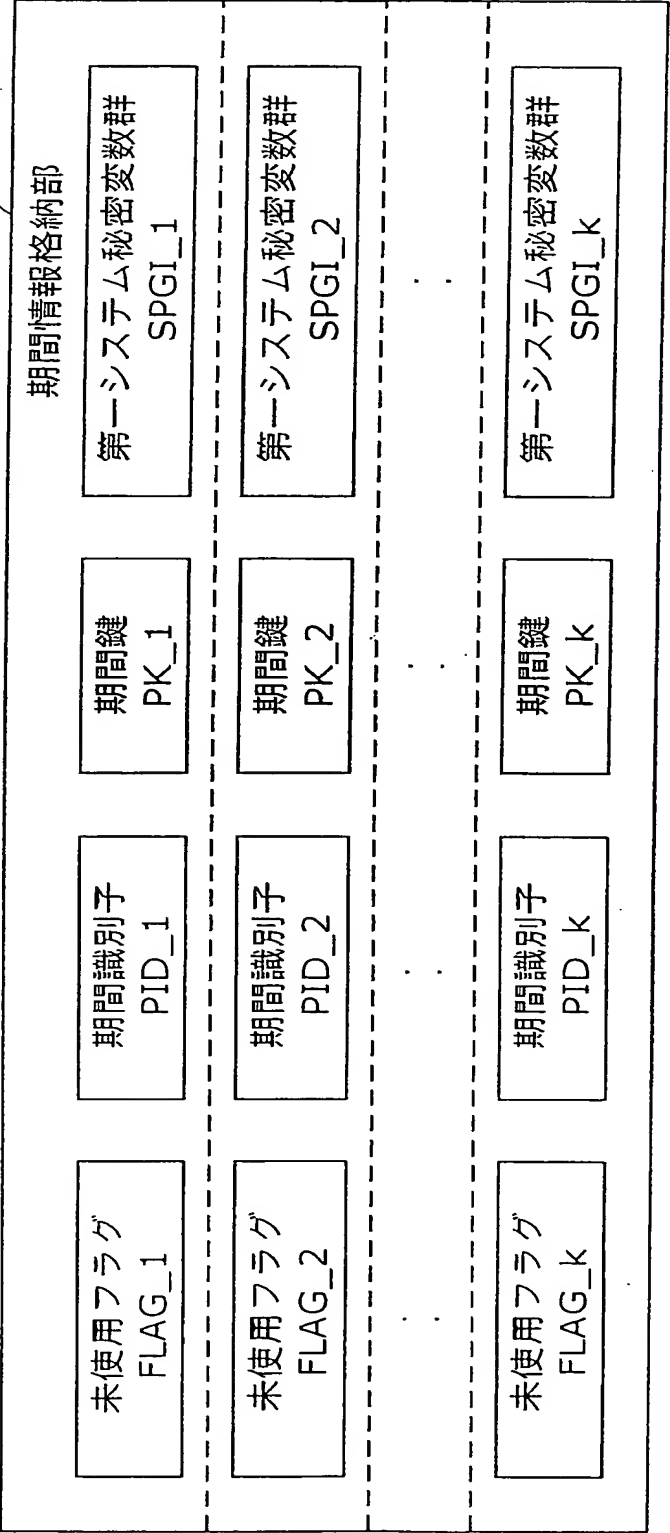 期間情報格納部
未使用フラグ
FLAG_1
期間識別子
PID_1
期間鍵
PK_1
第一システム秘密変数群
SPGI_1
未使用フラグ
FLAG_2
期間識別子
PID_2
期間鍵
PK_2
第一システム秘密変数群
SPGI_2
未使用フラグ
FLAG_k
期間識別子
PID_k
期間鍵
PK_k
第一システム秘密変数群
SPGI_k